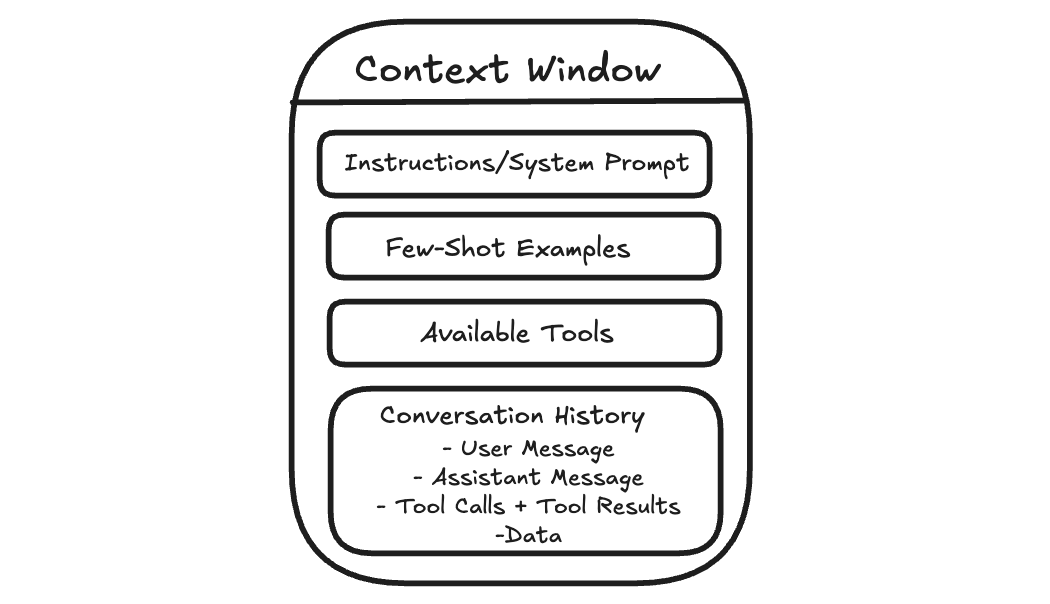 Context Window
Instructions/System Prompt
Few-Shot Examples
Available Tools
Conversation History
- User Message
- Assistant Message
- Tool Calls + Tool Results
-Data